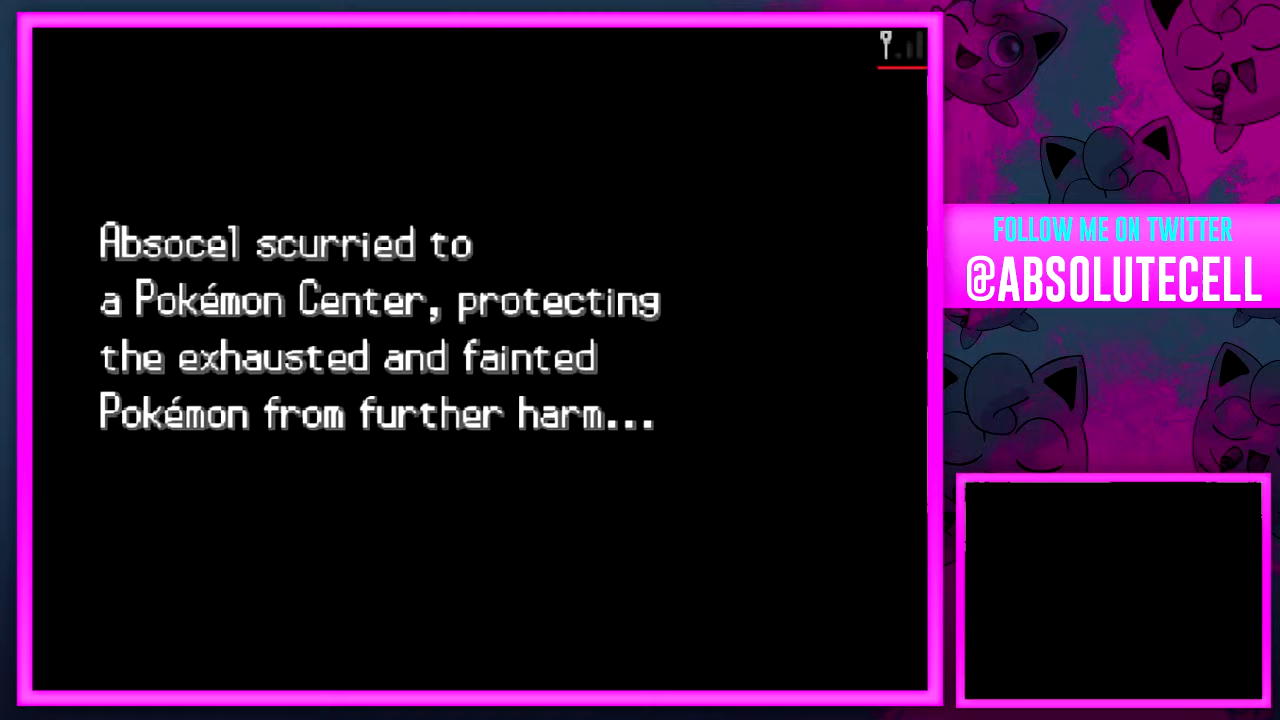 Absocel scurried to
a Pokémon Center, protecting
the exhausted and fainted
Pokémon from further harm...
FOLLOW ME ON TWITTER
@ABSOLUTECELL